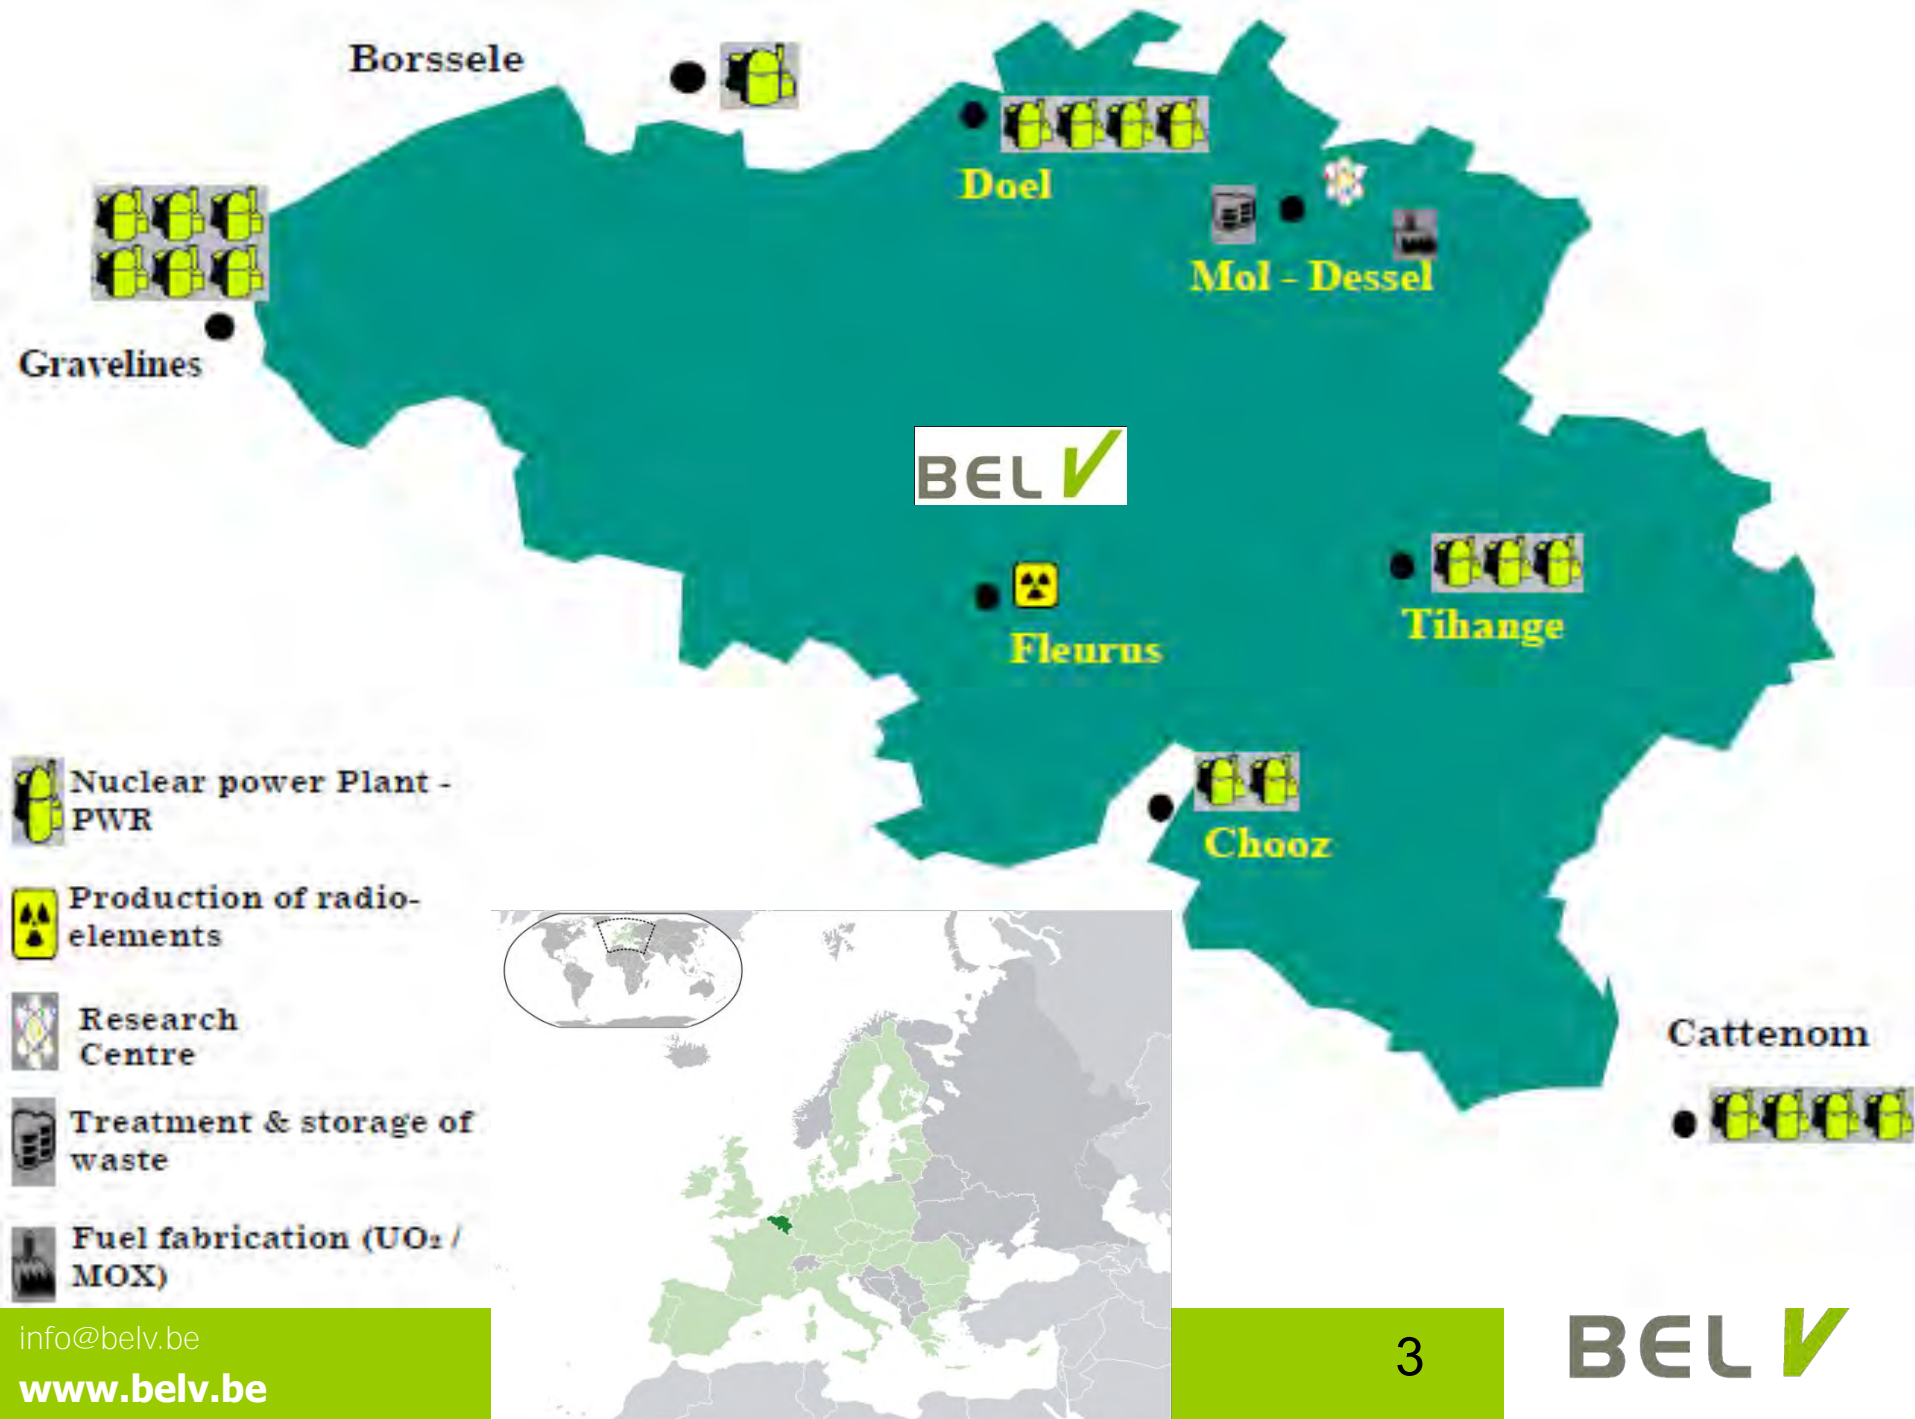 Borssele
Doel
Mol - Dessel
Gravelines
BEL V
Fleurus
Tihange
Chooz
Cattenom
Nuclear power Plant -
PWR
Production of radio-
elements
Research
Centre
Treatment & storage of
waste
Fuel fabrication (UO₂ /
MOX)
info@belv.be
www.belv.be
3
BEL V